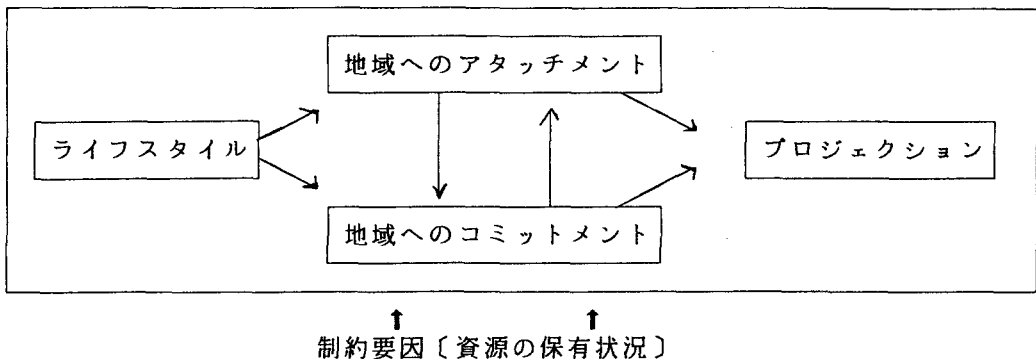 地域へのアタッチメント
ライフスタイル
プロジェクション
地域へのコミットメント
制約要因〔資源の保有状況〕